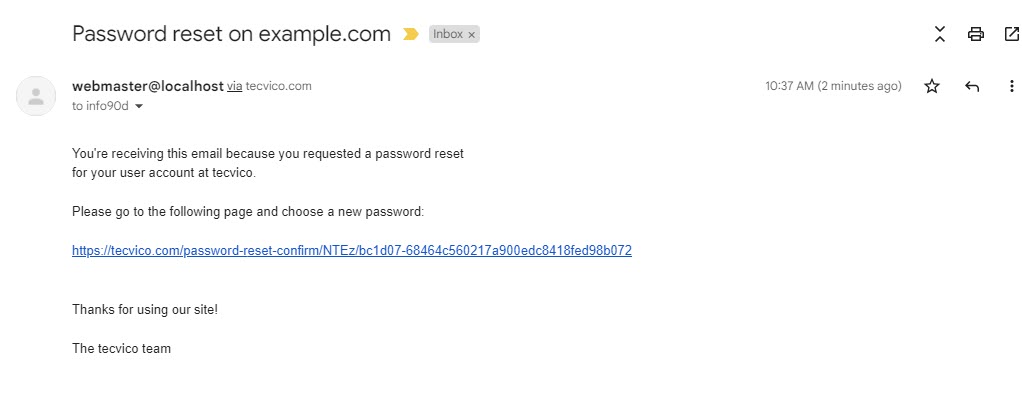 Password reset on example.com Inbox ×
webmaster@localhost via tecvico.com 10:37 AM (2 minutes ago)
to info90d
You're receiving this email because you requested a password reset
for your user account at tecvico.
Please go to the following page and choose a new password:
https://tecvico.com/password-reset-confirm/NTEz/bc1d07-68464c560217a900edc8418fed98b072
Thanks for using our site!
The tecvico team